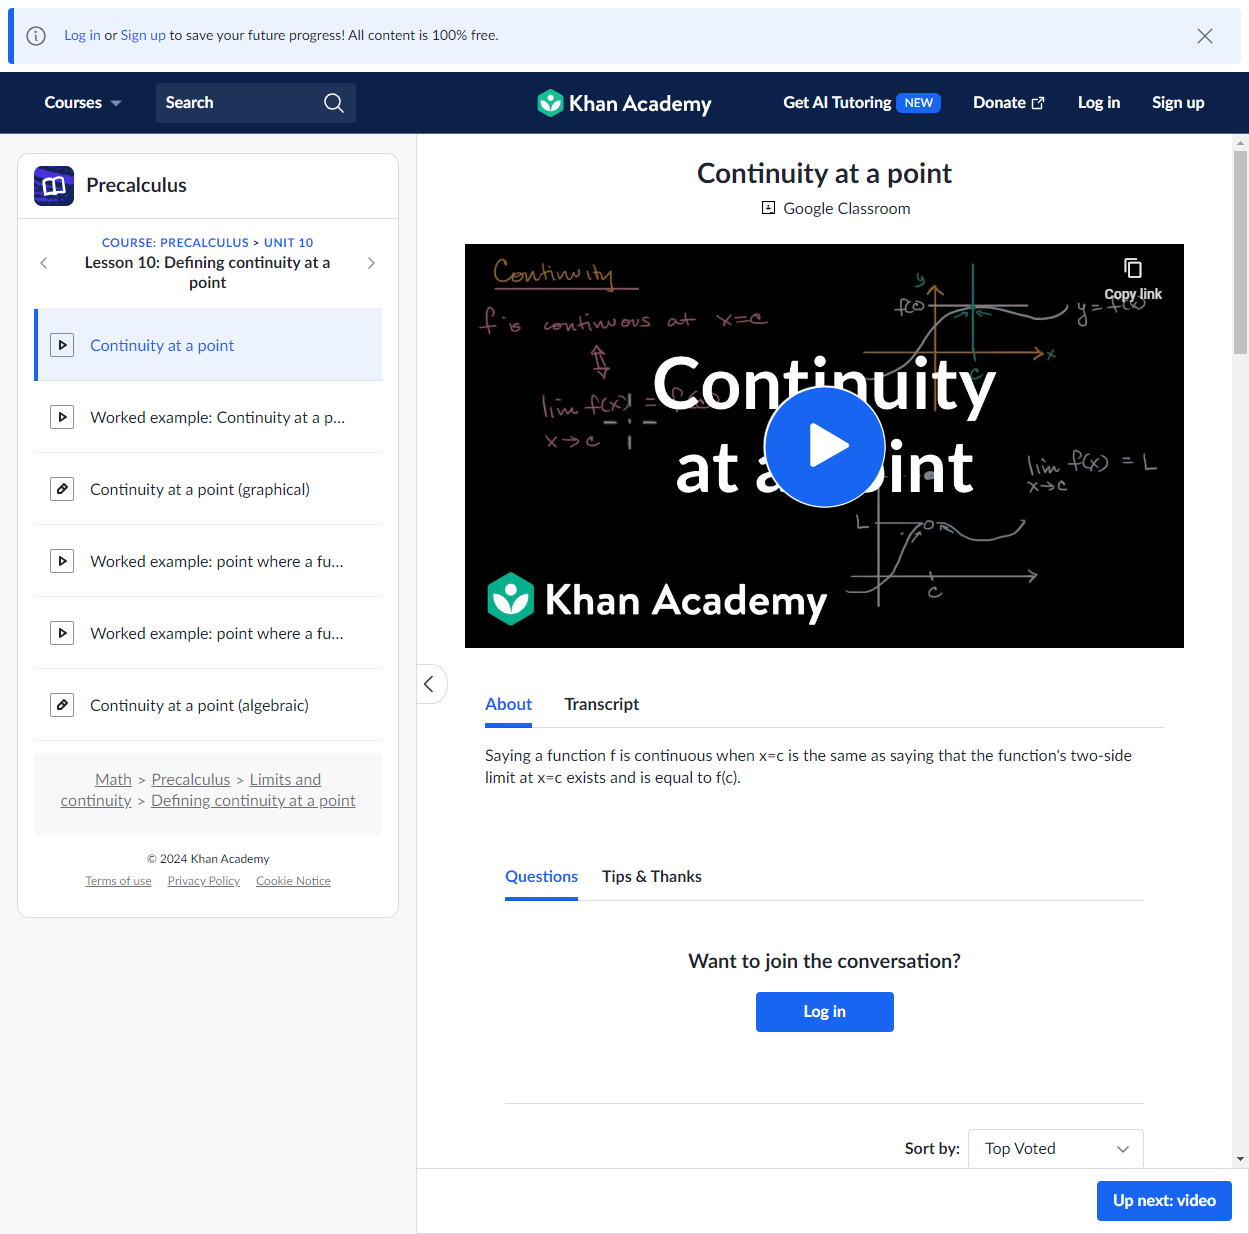 Log in or Sign up to save your future progress! All content is 100% free.
Courses
Search
Khan Academy
Get AI Tutoring NEW
Donate
Log in
Sign up
Precalculus
COURSE: PRECALCULUS > UNIT 10
Lesson 10: Defining continuity at a
point
Continuity at a point
Worked example: Continuity at a p...
Continuity at a point (graphical)
Worked example: point where a fu...
Worked example: point where a fu...
Continuity at a point (algebraic)
Math > Precalculus > Limits and
continuity > Defining continuity at a point
© 2024 Khan Academy
Terms of use Privacy Policy Cookie Notice
Continuity at a point
Google Classroom
Continuity
f is continuous at x=c
lim f(x) = f(c)
x→c
y
f(c)
y=f(x)
x
c
Copy link
Continuity
at a point
lim f(x) = L
x→c
L
c
Khan Academy
About
Transcript
Saying a function f is continuous when x=c is the same as saying that the function's two-side
limit at x=c exists and is equal to f(c).
Questions
Tips & Thanks
Want to join the conversation?
Log in
Sort by:
Top Voted
Up next: video